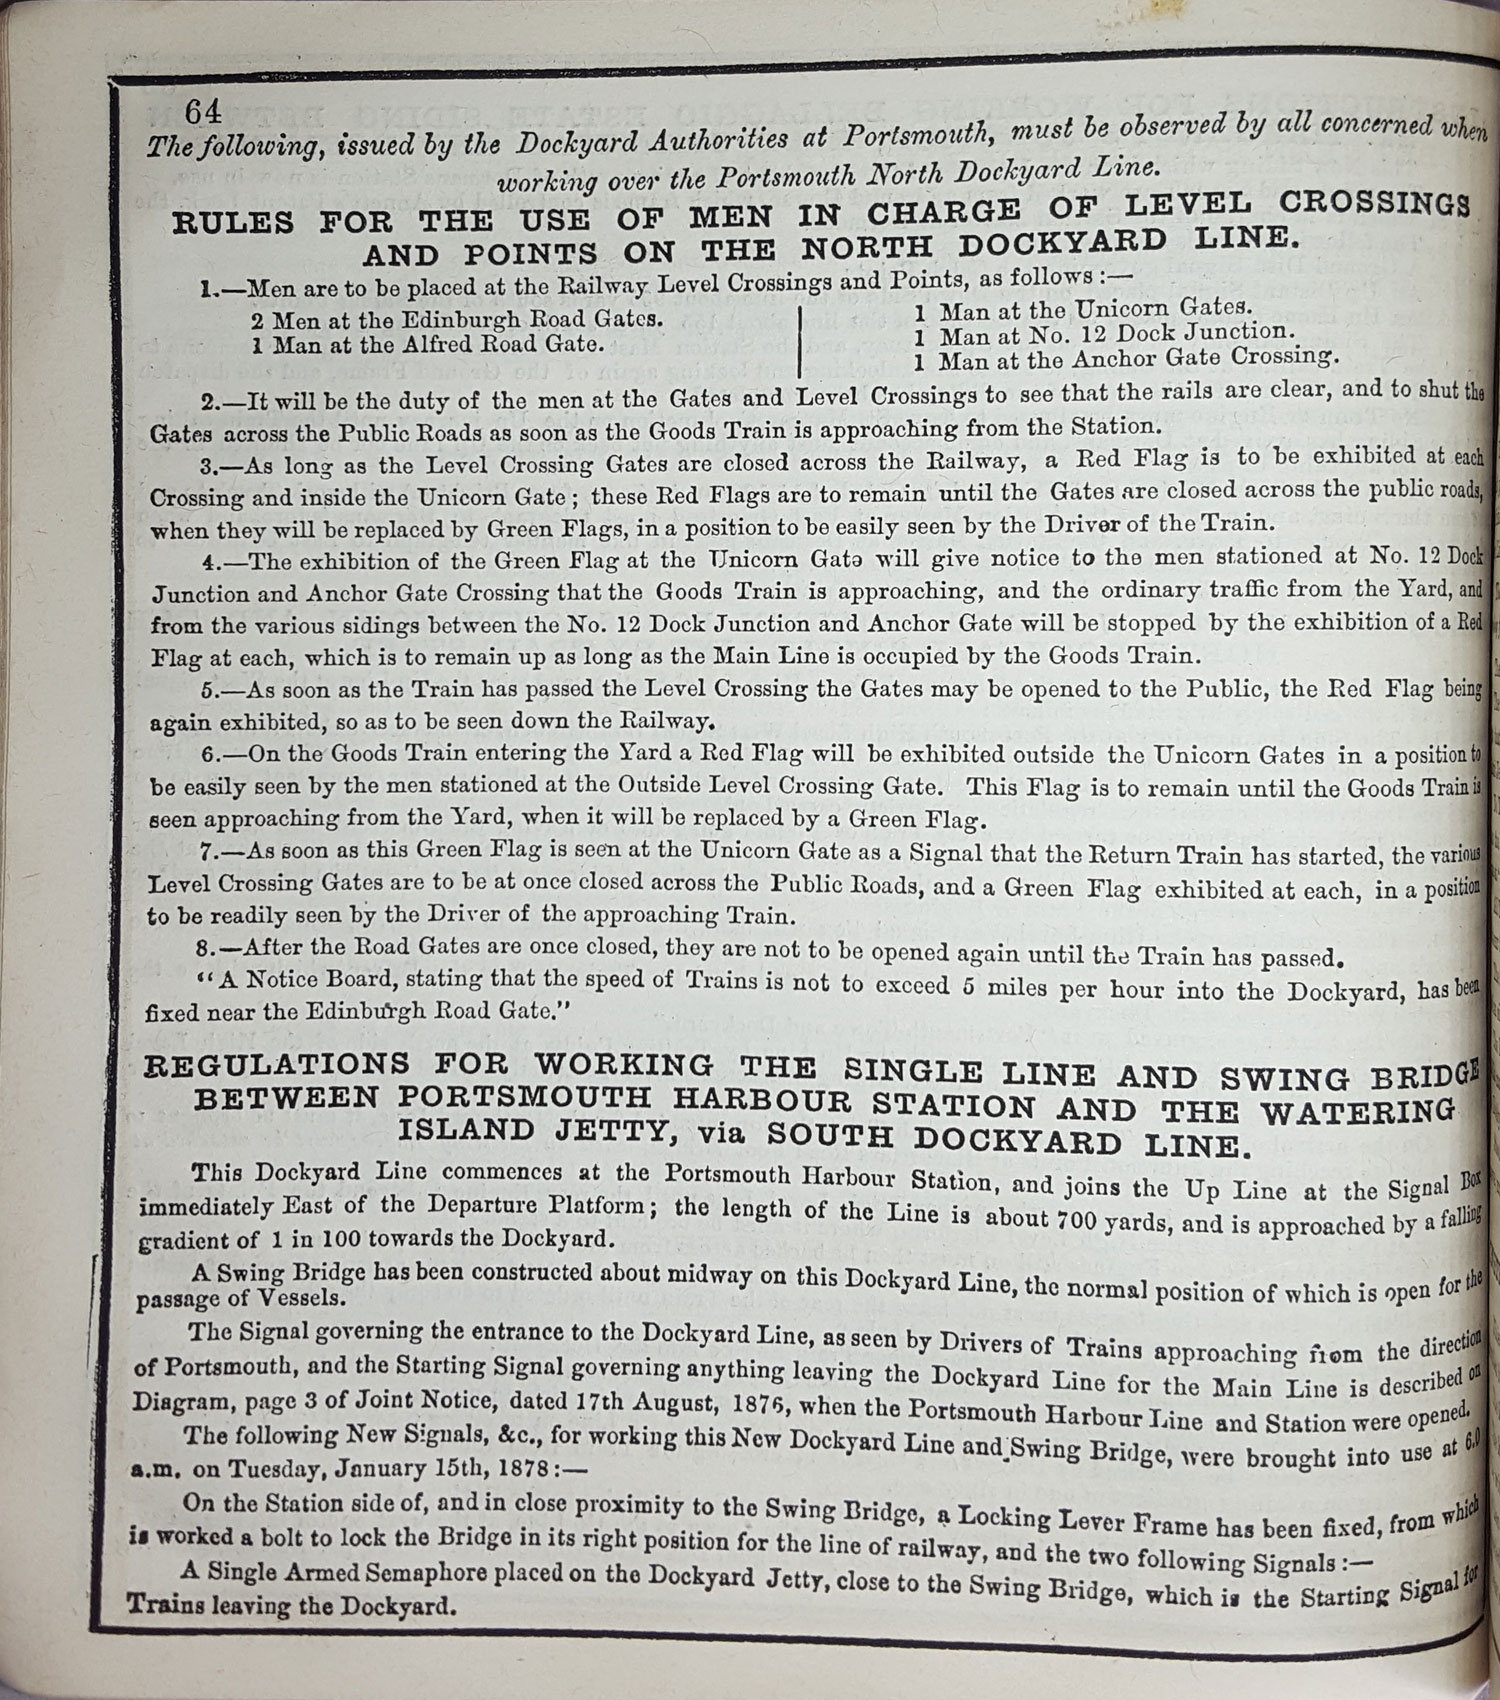 64
The following, issued by the Dockyard Authorities at Portsmouth, must be observed by all concerned when
working over the Portsmouth North Dockyard Line.
RULES FOR THE USE OF MEN IN CHARGE OF LEVEL CROSSINGS
AND POINTS ON THE NORTH DOCKYARD LINE.
1.—Men are to be placed at the Railway Level Crossings and Points, as follows :—
2 Men at the Edinburgh Road Gates.
1 Man at the Alfred Road Gate.
1 Man at the Unicorn Gates.
1 Man at No. 12 Dock Junction.
1 Man at the Anchor Gate Crossing.
2.—It will be the duty of the men at the Gates and Level Crossings to see that the rails are clear, and to shut the
Gates across the Public Roads as soon as the Goods Train is approaching from the Station.
3.—As long as the Level Crossing Gates are closed across the Railway, a Red Flag is to be exhibited at each
Crossing and inside the Unicorn Gate ; these Red Flags are to remain until the Gates are closed across the public roads,
when they will be replaced by Green Flags, in a position to be easily seen by the Driver of the Train.
4.—The exhibition of the Green Flag at the Unicorn Gate will give notice to the men stationed at No. 12 Dock
Junction and Anchor Gate Crossing that the Goods Train is approaching, and the ordinary traffic from the Yard, and
from the various sidings between the No. 12 Dock Junction and Anchor Gate will be stopped by the exhibition of a Red
Flag at each, which is to remain up as long as the Main Line is occupied by the Goods Train.
5.—As soon as the Train has passed the Level Crossing the Gates may be opened to the Public, the Red Flag being
again exhibited, so as to be seen down the Railway.
6.—On the Goods Train entering the Yard a Red Flag will be exhibited outside the Unicorn Gates in a position to
be easily seen by the men stationed at the Outside Level Crossing Gate. This Flag is to remain until the Goods Train is
seen approaching from the Yard, when it will be replaced by a Green Flag.
7.—As soon as this Green Flag is seen at the Unicorn Gate as a Signal that the Return Train has started, the various
Level Crossing Gates are to be at once closed across the Public Roads, and a Green Flag exhibited at each, in a position
to be readily seen by the Driver of the approaching Train.
8.—After the Road Gates are once closed, they are not to be opened again until the Train has passed.
“A Notice Board, stating that the speed of Trains is not to exceed 5 miles per hour into the Dockyard, has been
fixed near the Edinburgh Road Gate.”
REGULATIONS FOR WORKING THE SINGLE LINE AND SWING BRIDGE
BETWEEN PORTSMOUTH HARBOUR STATION AND THE WATERING
ISLAND JETTY, via SOUTH DOCKYARD LINE.
This Dockyard Line commences at the Portsmouth Harbour Station, and joins the Up Line at the Signal Box
immediately East of the Departure Platform ; the length of the Line is about 700 yards, and is approached by a falling
gradient of 1 in 100 towards the Dockyard.
A Swing Bridge has been constructed about midway on this Dockyard Line, the normal position of which is open for the
passage of Vessels.
The Signal governing the entrance to the Dockyard Line, as seen by Drivers of Trains approaching from the direction
of Portsmouth, and the Starting Signal governing anything leaving the Dockyard Line for the Main Line is described on
Diagram, page 3 of Joint Notice, dated 17th August, 1876, when the Portsmouth Harbour Line and Station were opened.
The following New Signals, &c., for working this New Dockyard Line and Swing Bridge, were brought into use at 6.0
a.m. on Tuesday, January 15th, 1878 :—
On the Station side of, and in close proximity to the Swing Bridge, a Locking Lever Frame has been fixed, from which
is worked a bolt to lock the Bridge in its right position for the line of railway, and the two following Signals :—
A Single Armed Semaphore placed on the Dockyard Jetty, close to the Swing Bridge, which is the Starting Signal for
Trains leaving the Dockyard.